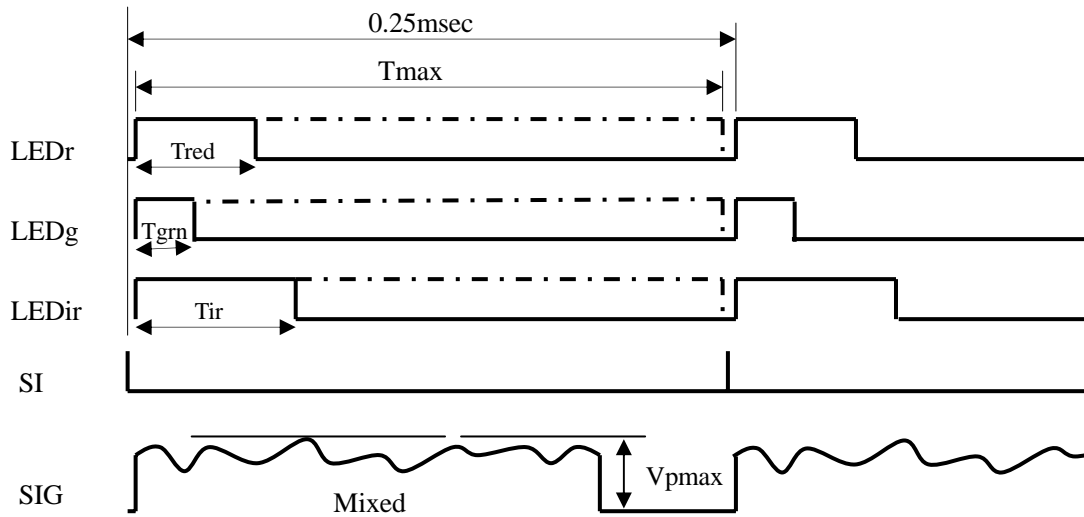 0.25msec
Tmax
LEDr
Tred
LEDg
Tgrn
LEDir
Tir
SI
SIG
Mixed
Vpmax